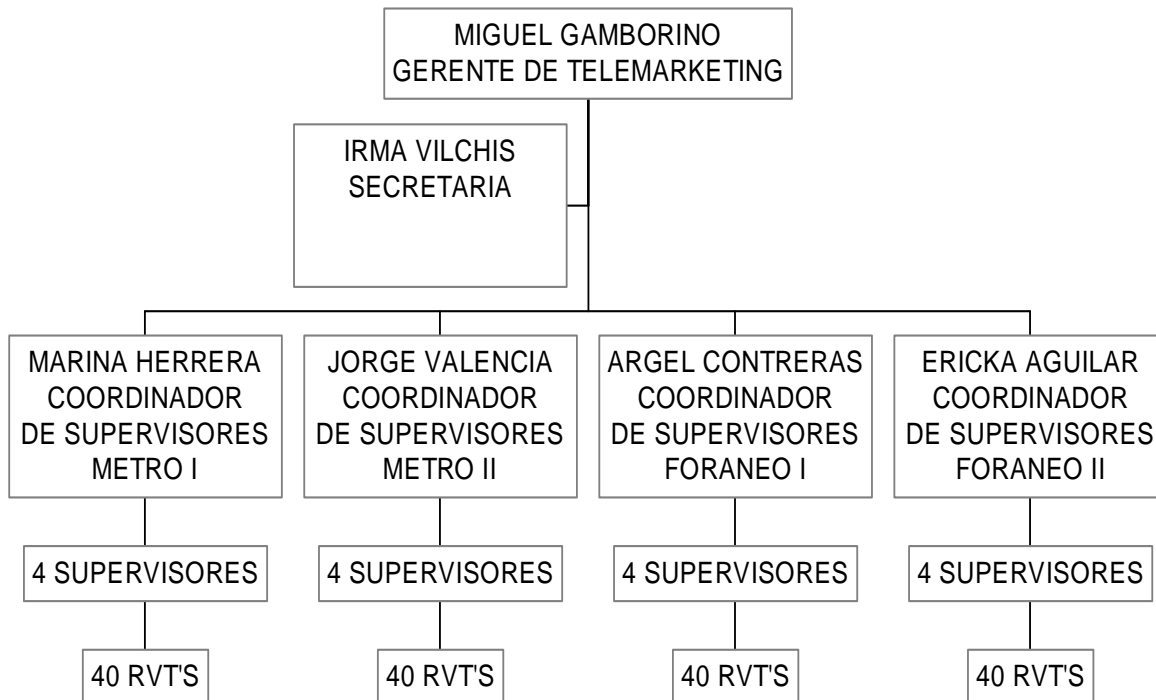 MIGUEL GAMBORINO
GERENTE DE TELEMARKETING
IRMA VILCHIS
SECRETARIA
MARINA HERRERA
COORDINADOR
DE SUPERVISORES
METRO I
JORGE VALENCIA
COORDINADOR
DE SUPERVISORES
METRO II
ARGEL CONTRERAS
COORDINADOR
DE SUPERVISORES
FORANEO I
ERICKA AGUILAR
COORDINADOR
DE SUPERVISORES
FORANEO II
4 SUPERVISORES
4 SUPERVISORES
4 SUPERVISORES
4 SUPERVISORES
40 RVT'S
40 RVT'S
40 RVT'S
40 RVT'S